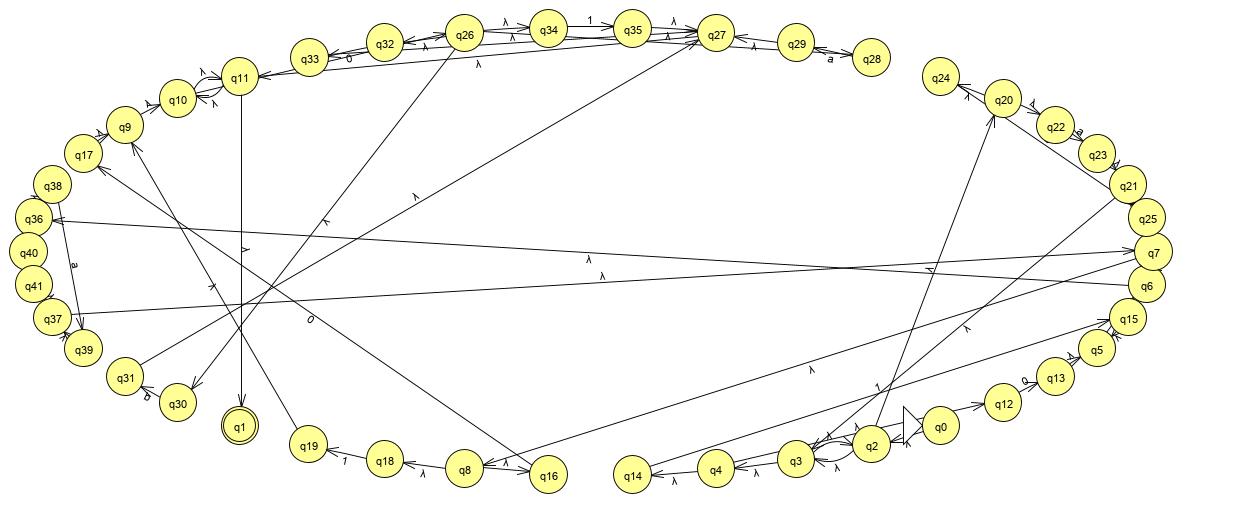 q26 λ q34 1 q35 λ q27
q32 λ λ λ q29 λ a q28
q33 0
q11 λ λ λ q10
q24 λ q20 λ
q9 λ q22 a
q17 λ q23
q38 q21
q36 λ λ q25
q40 a λ q7
q41 λ λ q6
q37 0 λ λ q15
q39 λ q5
q31 λ q13
b q30 1 0 q12
q1 q0
q19 1 q18 λ q8 λ q16 q14 λ q4 λ q3 λ λ q2 λ